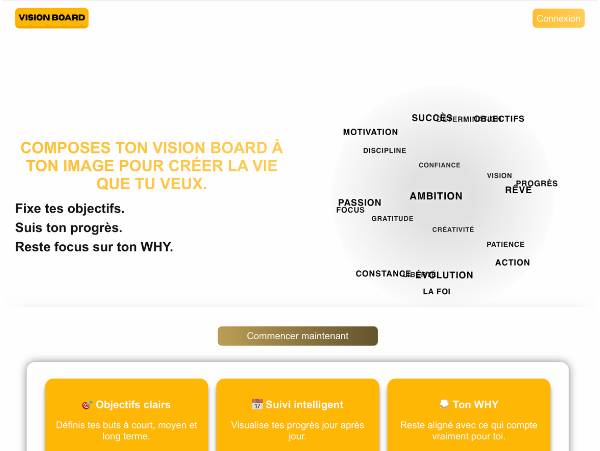 VISION BOARD
Connexion
COMPOSES TON VISION BOARD À
TON IMAGE POUR CRÉER LA VIE
QUE TU VEUX.
Fixe tes objectifs.
Suis ton progrès.
Reste focus sur ton WHY.
SUCCÈS
OBJECTIFS
MOTIVATION
DISCIPLINE
CONFIANCE
VISION
PROGRÈS
RÊVE
AMBITION
PASSION
FOCUS
GRATITUDE
CRÉATIVITÉ
PATIENCE
ACTION
CONSTANCE
ÉVOLUTION
LA FOI
Commencer maintenant
Objectifs clairs
Définis tes buts à court, moyen et
long terme.
Suivi intelligent
Visualise tes progrès jour après
jour.
Ton WHY
Reste aligné avec ce qui compte
vraiment pour toi.